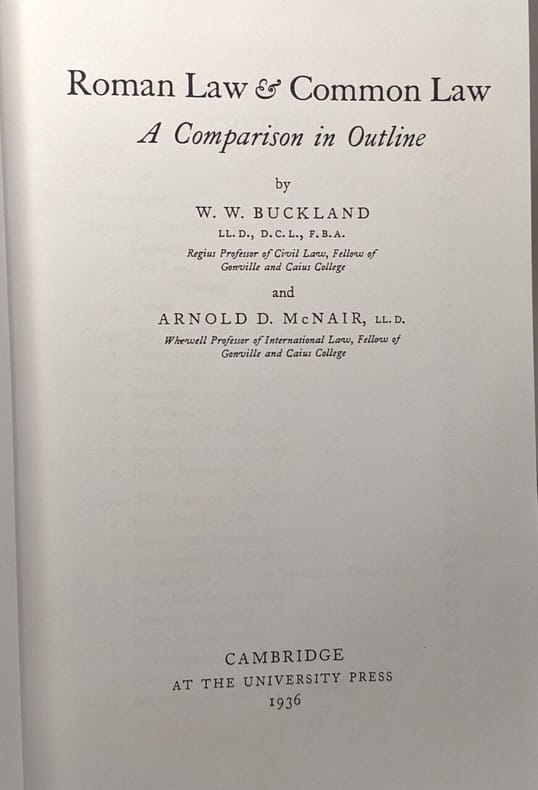 Roman Law & Common Law
A Comparison in Outline
by
W. W. BUCKLAND
LL.D., D.C.L., F.B.A.
Regius Professor of Civil Law, Fellow of
Gonville and Caius College
and
ARNOLD D. McNAIR, LL.D.
Whewell Professor of International Law, Fellow of
Gonville and Caius College
CAMBRIDGE
AT THE UNIVERSITY PRESS
1936